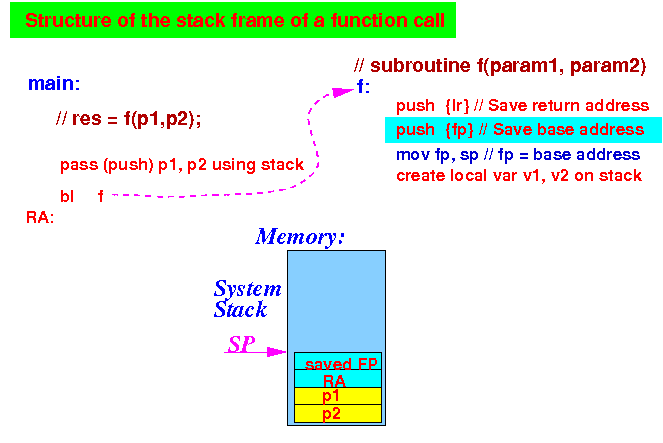 Structure of the stack frame of a function call
main:
// res = f(p1,p2);
pass (push) p1, p2 using stack
bl f
RA:
// subroutine f(param1, param2)
f:
push {lr} // Save return address
push {fp} // Save base address
mov fp, sp // fp = base address
create local var v1, v2 on stack
Memory:
System
Stack
SP
saved FP
RA
p1
p2